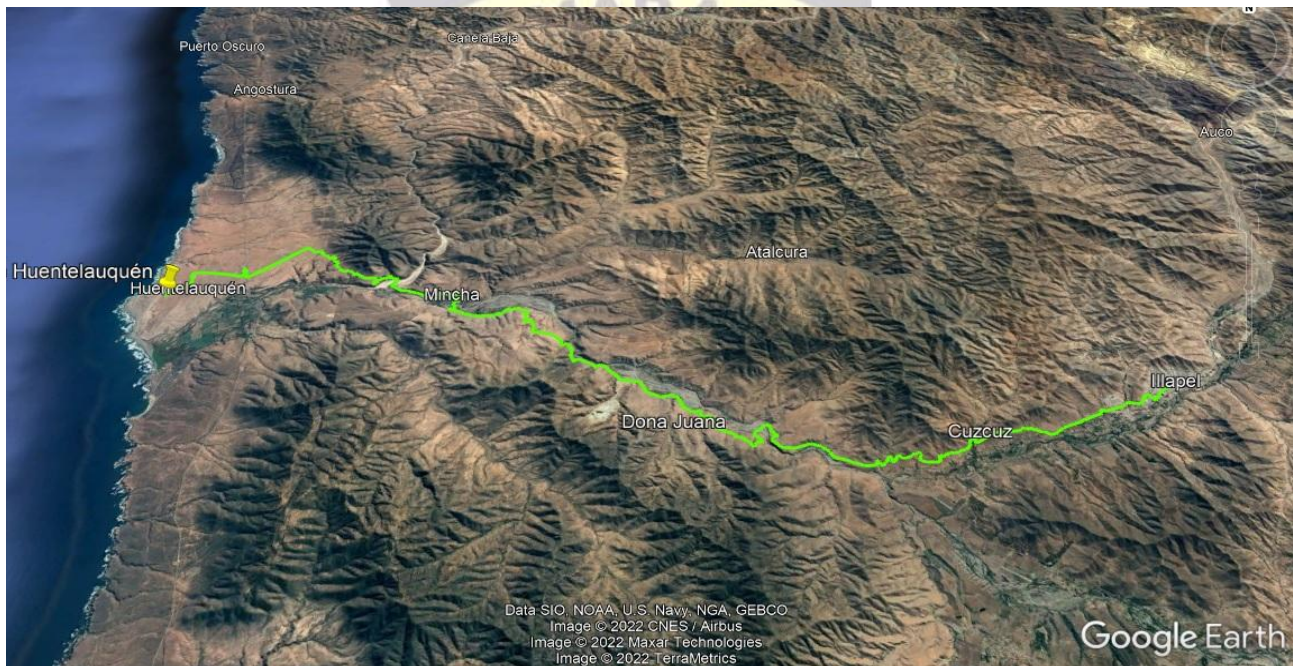 N
Canela Baja
Puerto Oscuro
Angostura
Auco
Atalcura
Huentelauquén
Huentelauquén
Mincha
Illapel
Dona Juana
Cuzcuz
Data SIO, NOAA, U.S. Navy, NGA, GEBCO
Image © 2022 CNES / Airbus
Image © 2022 Maxar Technologies
Image © 2022 TerraMetrics
Google Earth